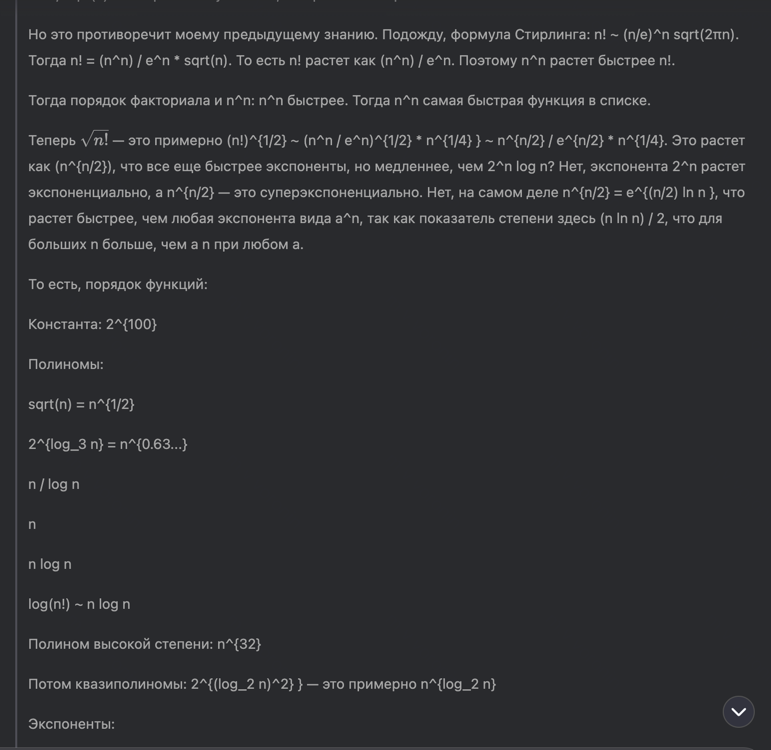 Но это противоречит моему предыдущему знанию. Подожду, формула Стирлинга: n! ~ (n/e)^n sqrt(2πn).
Тогда n! = (n^n) / e^n * sqrt(n). То есть n! растет как (n^n) / e^n. Поэтому n^n растет быстрее n!.
Тогда порядок факториала и n^n: n^n быстрее. Тогда n^n самая быстрая функция в списке.
Теперь √n! — это примерно (n!)^{1/2} ~ (n^n / e^n)^{1/2} * n^{1/4} } ~ n^{n/2} / e^{n/2} * n^{1/4}. Это растет
как (n^{n/2}), что все еще быстрее экспоненты, но медленнее, чем 2^n log n? Нет, экспонента 2^n растет
экспоненциально, а n^{n/2} — это суперэкспоненциально. Нет, на самом деле n^{n/2} = e^{(n/2) ln n }, что
растет быстрее, чем любая экспонента вида a^n, так как показатель степени здесь (n ln n) / 2, что для
больших n больше, чем a n при любом a.
То есть, порядок функций:
Константа: 2^{100}
Полиномы:
sqrt(n) = n^{1/2}
2^{log_3 n} = n^{0.63...}
n / log n
n
n log n
log(n!) ~ n log n
Полином высокой степени: n^{32}
Потом квазиполиномы: 2^{(log_2 n)^2} } — это примерно n^{log_2 n}
Экспоненты: